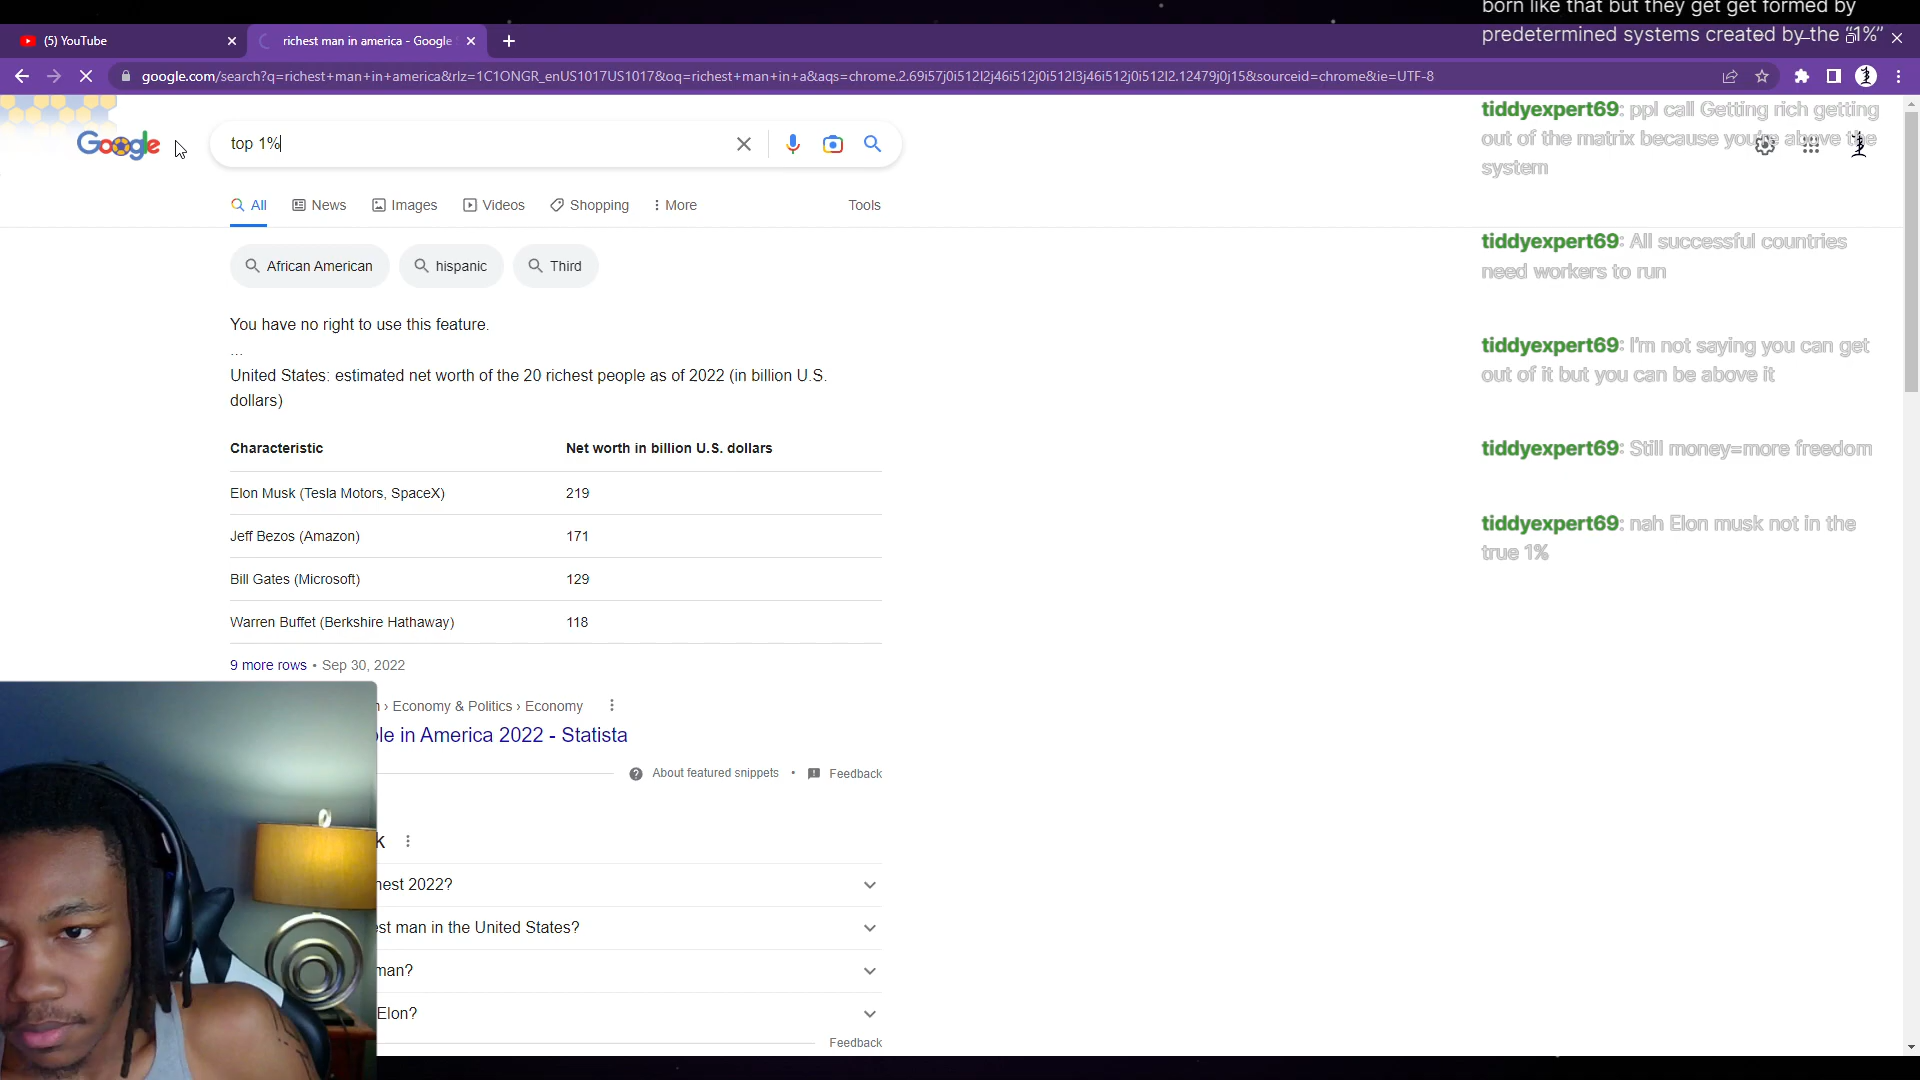 born like that but they get get formed by
predetermined systems created by the "1%"
(5) YouTube
richest man in america - Google
google.com/search?q=richest+man+in+america&rlz=1C1ONGR_enUS1017US1017&oq=richest+man+in+a&aqs=chrome.2.69i57j0i512l2j46i512j0i512l3j46i512j0i512l2.12479j0j15&sourceid=chrome&ie=UTF-8
Google
top 1%
All
News
Images
Videos
Shopping
More
Tools
African American
hispanic
Third
You have no right to use this feature.
...
United States: estimated net worth of the 20 richest people as of 2022 (in billion U.S.
dollars)
Characteristic Net worth in billion U.S. dollars
Elon Musk (Tesla Motors, SpaceX) 219
Jeff Bezos (Amazon) 171
Bill Gates (Microsoft) 129
Warren Buffet (Berkshire Hathaway) 118
9 more rows • Sep 30, 2022
› Economy & Politics › Economy
le in America 2022 - Statista
About featured snippets • Feedback
k
hest 2022?
st man in the United States?
man?
Elon?
Feedback
tiddyexpert69: ppl call Getting rich getting
out of the matrix because you're above the
system
tiddyexpert69: All successful countries
need workers to run
tiddyexpert69: I'm not saying you can get
out of it but you can be above it
tiddyexpert69: Still money=more freedom
tiddyexpert69: nah Elon musk not in the
true 1%